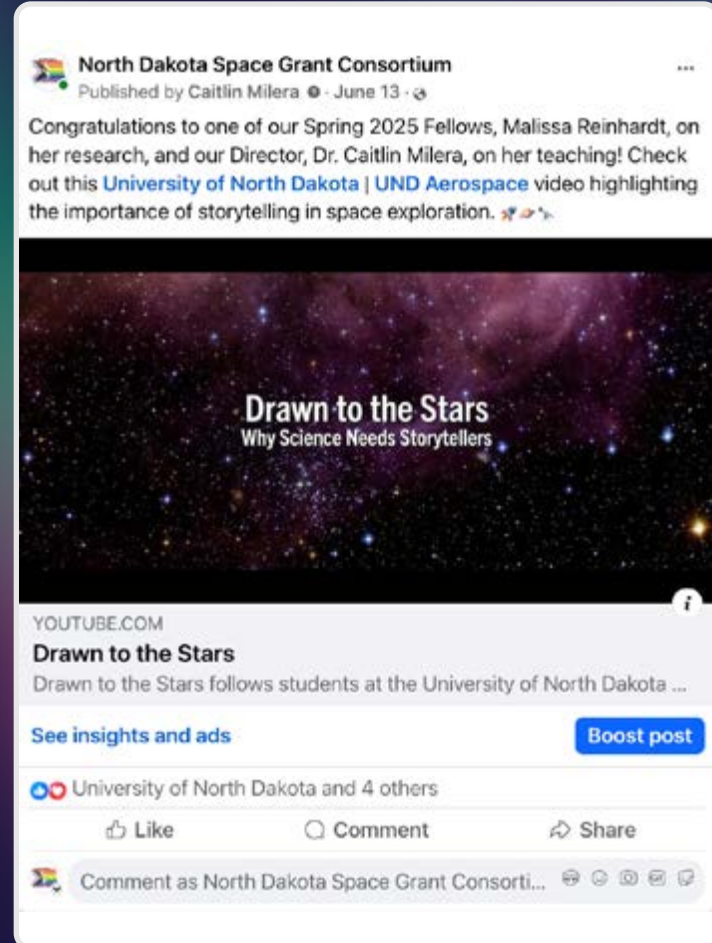 North Dakota Space Grant Consortium
Published by Caitlin Milera · June 13 ·
Congratulations to one of our Spring 2025 Fellows, Malissa Reinhardt, on
her research, and our Director, Dr. Caitlin Milera, on her teaching! Check
out this University of North Dakota | UND Aerospace video highlighting
the importance of storytelling in space exploration.
Drawn to the Stars
Why Science Needs Storytellers
i
YOUTUBE.COM
Drawn to the Stars
Drawn to the Stars follows students at the University of North Dakota ...
See insights and ads
Boost post
University of North Dakota and 4 others
Like
Comment
Share
Comment as North Dakota Space Grant Consorti...